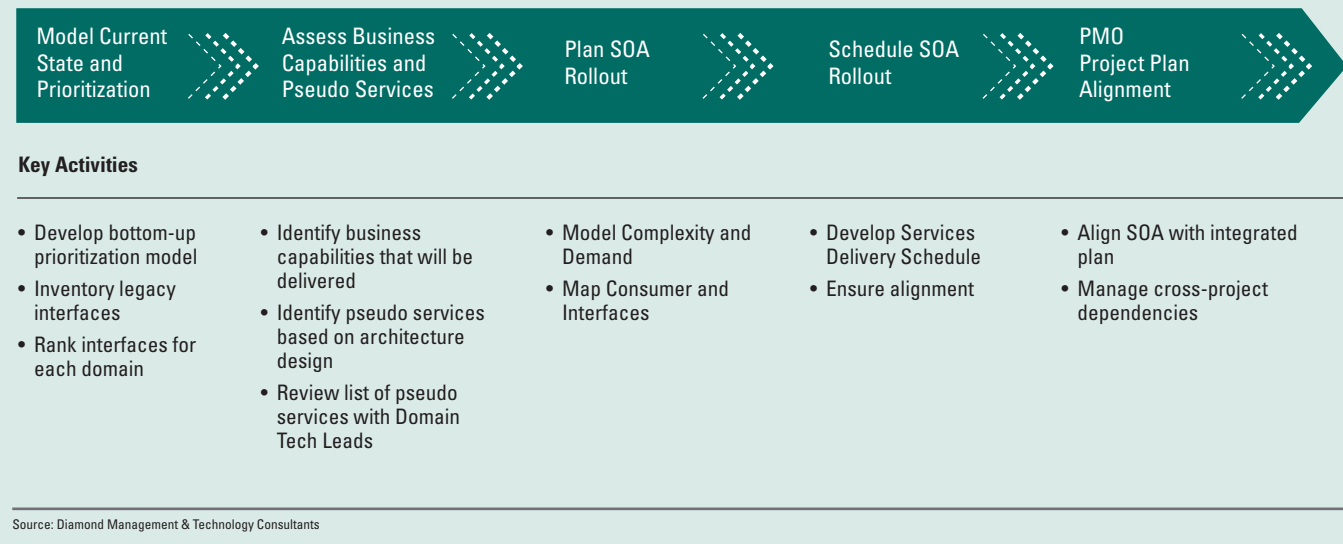 Model Current
State and
Prioritization
Assess Business
Capabilities and
Pseudo Services
Plan SOA
Rollout
Schedule SOA
Rollout
PMO
Project Plan
Alignment
Key Activities
• Develop bottom-up
prioritization model
• Inventory legacy
interfaces
• Rank interfaces for
each domain
• Identify business
capabilities that will be
delivered
• Identify pseudo services
based on architecture
design
• Review list of pseudo
services with Domain
Tech Leads
• Model Complexity and
Demand
• Map Consumer and
Interfaces
• Develop Services
Delivery Schedule
• Ensure alignment
• Align SOA with integrated
plan
• Manage cross-project
dependencies
Source: Diamond Management & Technology Consultants